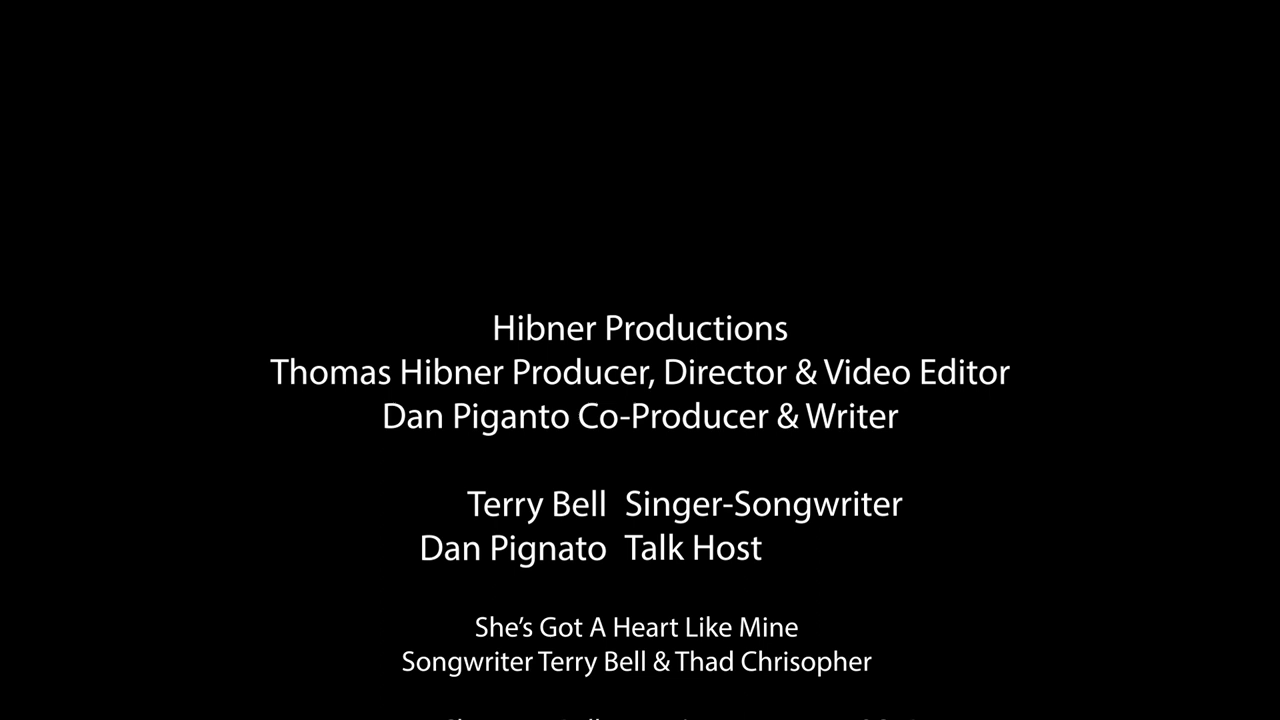 Hibner Productions
Thomas Hibner Producer, Director & Video Editor
Dan Piganto Co-Producer & Writer
Terry Bell Singer-Songwriter
Dan Pignato Talk Host
She’s Got A Heart Like Mine
Songwriter Terry Bell & Thad Chrisopher